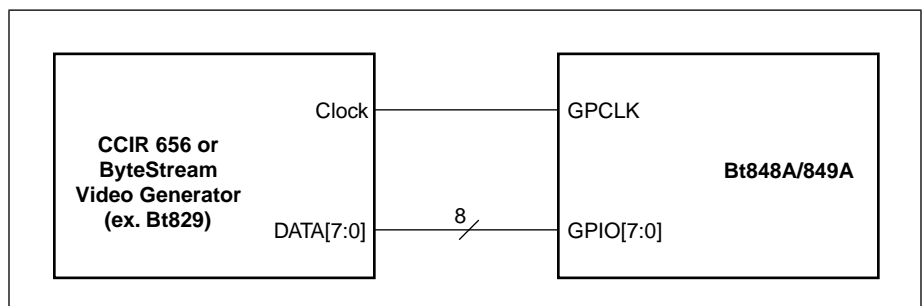 Clock
GPCLK
CCIR 656 or
ByteStream
Video Generator
(ex. Bt829)
Bt848A/849A
8
DATA[7:0]
GPIO[7:0]